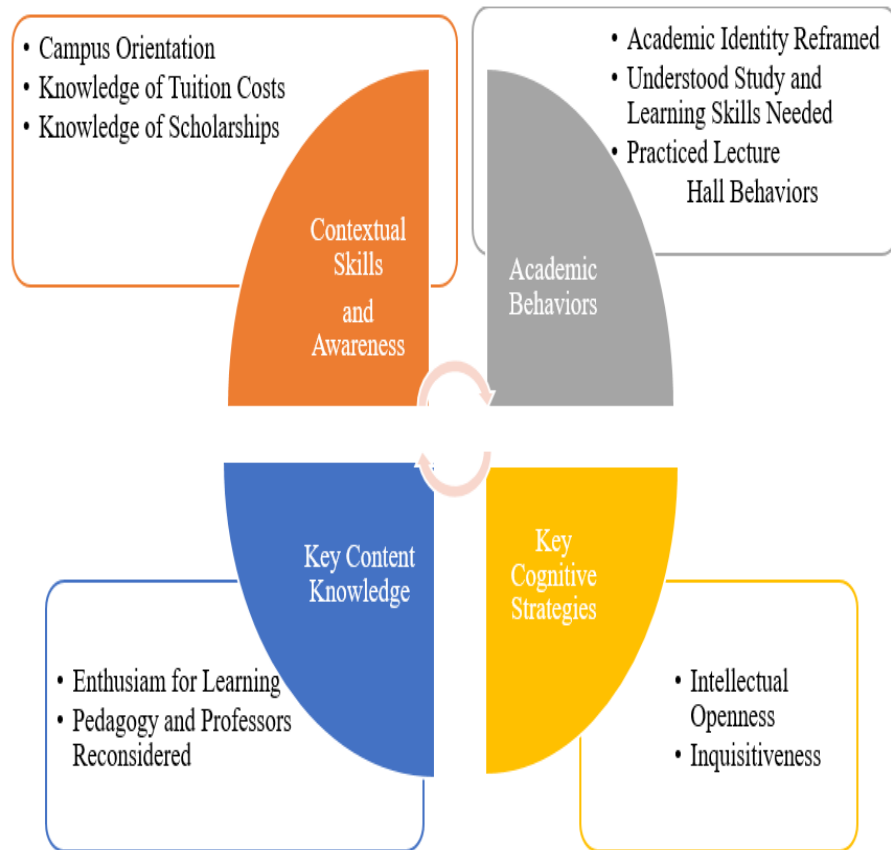 • Campus Orientation
• Knowledge of Tuition Costs
• Knowledge of Scholarships
• Academic Identity Reframed
• Understood Study and
Learning Skills Needed
• Practiced Lecture
Hall Behaviors
Contextual
Skills
and
Awareness
Academic
Behaviors
Key Content
Knowledge
Key
Cognitive
Strategies
• Enthusiam for Learning
• Pedagogy and Professors
Reconsidered
• Intellectual
Openness
• Inquisitiveness